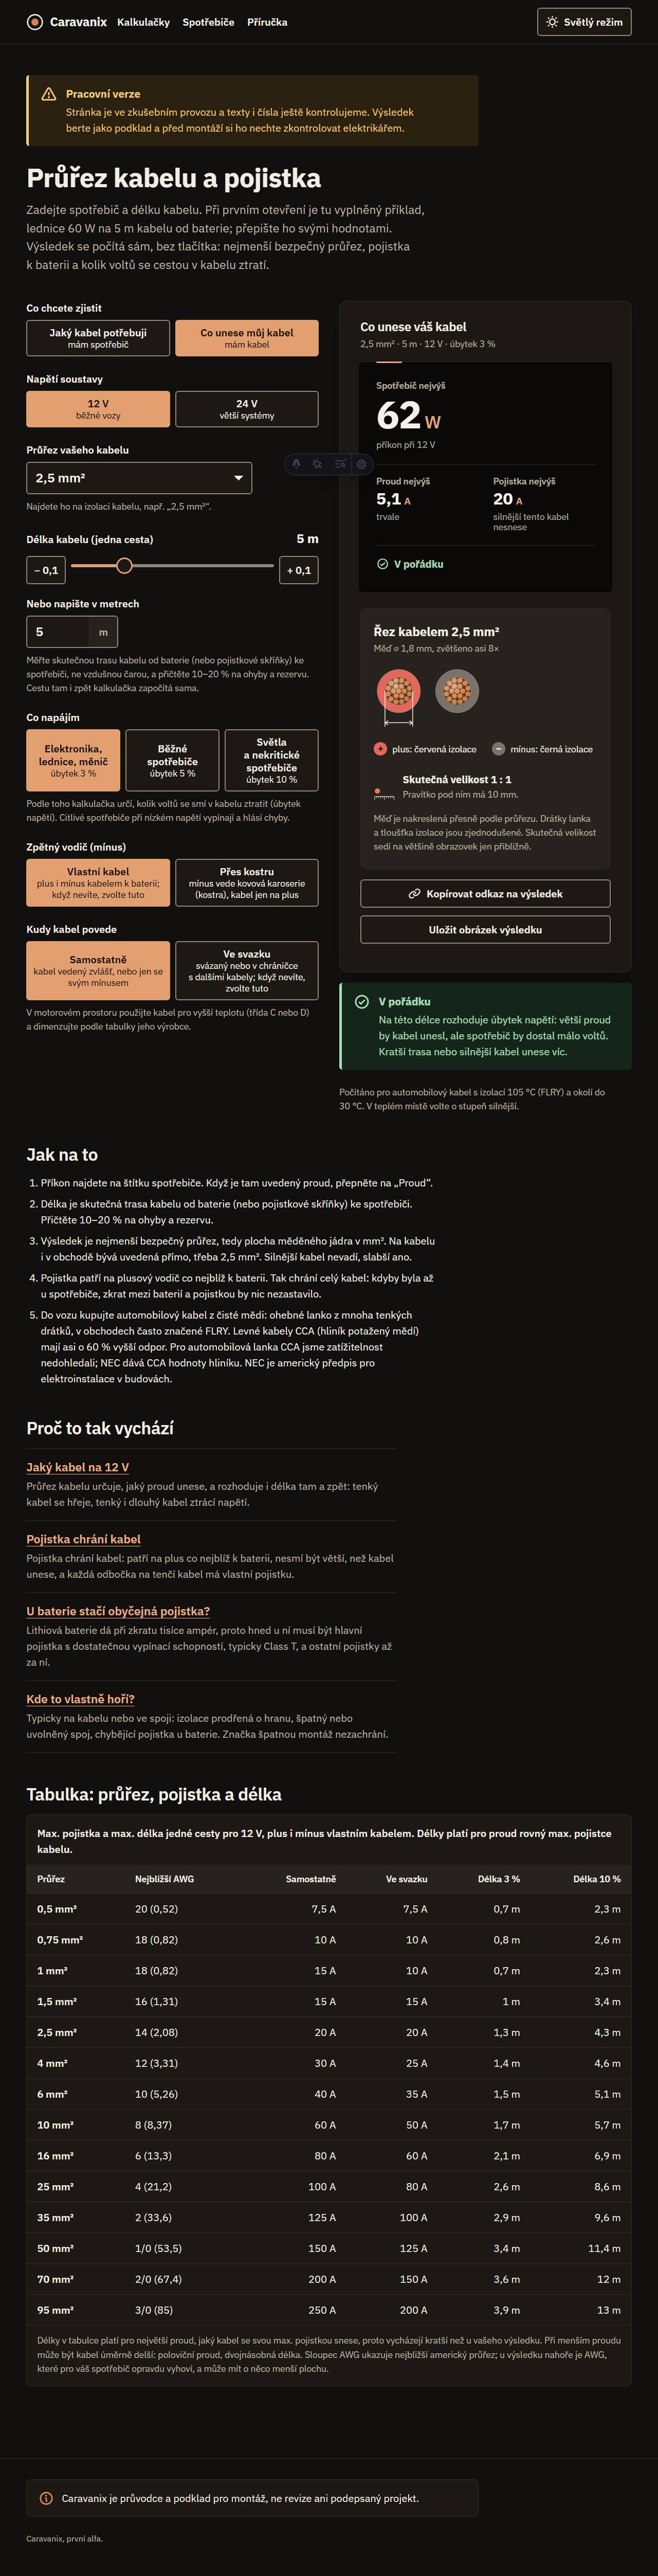 Caravanix Kalkulačky Spotřebiče Příručka Světlý režim
Pracovní verze
Stránka je ve zkušebním provozu a texty i čísla ještě kontrolujeme. Výsledek
berte jako podklad a před montáží si ho nechte zkontrolovat elektrikářem.
Průřez kabelu a pojistka
Zadejte spotřebič a délku kabelu. Při prvním otevření je tu vyplněný příklad,
lednice 60 W na 5 m kabelu od baterie; přepište ho svými hodnotami.
Výsledek se počítá sám, bez tlačítka: nejmenší bezpečný průřez, pojistka
k baterii a kolik voltů se cestou v kabelu ztratí.
Co chcete zjistit
Jaký kabel potřebuji
mám spotřebič
Co unese můj kabel
mám kabel
Napětí soustavy
12 V
běžné vozy
24 V
větší systémy
Průřez vašeho kabelu
2,5 mm²
Najdete ho na izolaci kabelu, např. „2,5 mm²“.
Délka kabelu (jedna cesta) 5 m
− 0,1 + 0,1
Nebo napište v metrech
5 m
Měřte skutečnou trasu kabelu od baterie (nebo pojistkové skříňky) ke
spotřebiči, ne vzdušnou čarou, a přičtěte 10–20 % na ohyby a rezervu.
Cestu tam i zpět kalkulačka započítá sama.
Co napájím
Elektronika,
lednice, měnič
úbytek 3 %
Běžné
spotřebiče
úbytek 5 %
Světla
a nekritické
spotřebiče
úbytek 10 %
Podle toho kalkulačka určí, kolik voltů se smí v kabelu ztratit (úbytek
napětí). Citlivé spotřebiče při nízkém napětí vypínají a hlásí chyby.
Zpětný vodič (mínus)
Vlastní kabel
plus i mínus kabelem k baterii;
když nevíte, zvolte tuto
Přes kostru
mínus vede kovová karoserie
(kostra), kabel jen na plus
Kudy kabel povede
Samostatně
kabel vedený zvlášť, nebo jen se
svým mínusem
Ve svazku
svázaný nebo v chráničce
s dalšími kabely; když nevíte,
zvolte tuto
V motorovém prostoru použijte kabel pro vyšší teplotu (třída C nebo D)
a dimenzujte podle tabulky jeho výrobce.
Co unese váš kabel
2,5 mm² · 5 m · 12 V · úbytek 3 %
Spotřebič nejvýš
62 W
příkon při 12 V
Proud nejvýš
5,1 A
trvale
Pojistka nejvýš
20 A
silnější tento kabel
nesnese
V pořádku
Řez kabelem 2,5 mm²
Měď ⌀ 1,8 mm, zvětšeno asi 8×
+ plus: červená izolace − mínus: černá izolace
Skutečná velikost 1 : 1
Pravítko pod ním má 10 mm.
Měď je nakreslená přesně podle průřezu. Drátky lanka
a tloušťka izolace jsou zjednodušené. Skutečná velikost
sedí na většině obrazovek jen přibližně.
Kopírovat odkaz na výsledek
Uložit obrázek výsledku
V pořádku
Na této délce rozhoduje úbytek napětí: větší proud
by kabel unesl, ale spotřebič by dostal málo voltů.
Kratší trasa nebo silnější kabel unese víc.
Počítáno pro automobilový kabel s izolací 105 °C (FLRY) a okolí do
30 °C. V teplém místě volte o stupeň silnější.
Jak na to
1. Příkon najdete na štítku spotřebiče. Když je tam uvedený proud, přepněte na „Proud“.
2. Délka je skutečná trasa kabelu od baterie (nebo pojistkové skříňky) ke spotřebiči.
Přičtěte 10–20 % na ohyby a rezervu.
3. Výsledek je nejmenší bezpečný průřez, tedy plocha měděného jádra v mm². Na kabelu
i v obchodě bývá uvedená přímo, třeba 2,5 mm². Silnější kabel nevadí, slabší ano.
4. Pojistka patří na plusový vodič co nejblíž k baterii. Tak chrání celý kabel: kdyby byla až
u spotřebiče, zkrat mezi baterií a pojistkou by nic nezastavilo.
5. Do vozu kupujte automobilový kabel z čisté mědi: ohebné lanko z mnoha tenkých
drátků, v obchodech často značené FLRY. Levné kabely CCA (hliník potažený mědí)
mají asi o 60 % vyšší odpor. Pro automobilová lanka CCA jsme zatížitelnost
nedohledali; NEC dává CCA hodnoty hliníku. NEC je americký předpis pro
elektroinstalace v budovách.
Proč to tak vychází
Jaký kabel na 12 V
Průřez kabelu určuje, jaký proud unese, a rozhoduje i délka tam a zpět: tenký
kabel se hřeje, tenký i dlouhý kabel ztrácí napětí.
Pojistka chrání kabel
Pojistka chrání kabel: patří na plus co nejblíž k baterii, nesmí být větší, než kabel
unese, a každá odbočka na tenčí kabel má vlastní pojistku.
U baterie stačí obyčejná pojistka?
Lithiová baterie dá při zkratu tisíce ampér, proto hned u ní musí být hlavní
pojistka s dostatečnou vypínací schopností, typicky Class T, a ostatní pojistky až
za ní.
Kde to vlastně hoří?
Typicky na kabelu nebo ve spoji: izolace prodřená o hranu, špatný nebo
uvolněný spoj, chybějící pojistka u baterie. Značka špatnou montáž nezachrání.
Tabulka: průřez, pojistka a délka
Max. pojistka a max. délka jedné cesty pro 12 V, plus i mínus vlastním kabelem. Délky platí pro proud rovný max. pojistce
kabelu.
Průřez Nejbližší AWG Samostatně Ve svazku Délka 3 % Délka 10 %
0,5 mm² 20 (0,52) 7,5 A 7,5 A 0,7 m 2,3 m
0,75 mm² 18 (0,82) 10 A 10 A 0,8 m 2,6 m
1 mm² 18 (0,82) 15 A 10 A 0,7 m 2,3 m
1,5 mm² 16 (1,31) 15 A 15 A 1 m 3,4 m
2,5 mm² 14 (2,08) 20 A 20 A 1,3 m 4,3 m
4 mm² 12 (3,31) 30 A 25 A 1,4 m 4,6 m
6 mm² 10 (5,26) 40 A 35 A 1,5 m 5,1 m
10 mm² 8 (8,37) 60 A 50 A 1,7 m 5,7 m
16 mm² 6 (13,3) 80 A 60 A 2,1 m 6,9 m
25 mm² 4 (21,2) 100 A 80 A 2,6 m 8,6 m
35 mm² 2 (33,6) 125 A 100 A 2,9 m 9,6 m
50 mm² 1/0 (53,5) 150 A 125 A 3,4 m 11,4 m
70 mm² 2/0 (67,4) 200 A 150 A 3,6 m 12 m
95 mm² 3/0 (85) 250 A 200 A 3,9 m 13 m
Délky v tabulce platí pro největší proud, jaký kabel se svou max. pojistkou snese, proto vycházejí kratší než u vašeho výsledku. Při menším proudu
může být kabel úměrně delší: poloviční proud, dvojnásobná délka. Sloupec AWG ukazuje nejbližší americký průřez; u výsledku nahoře je AWG,
které pro váš spotřebič opravdu vyhoví, a může mít o něco menší plochu.
Caravanix je průvodce a podklad pro montáž, ne revize ani podepsaný projekt.
Caravanix, první alfa.